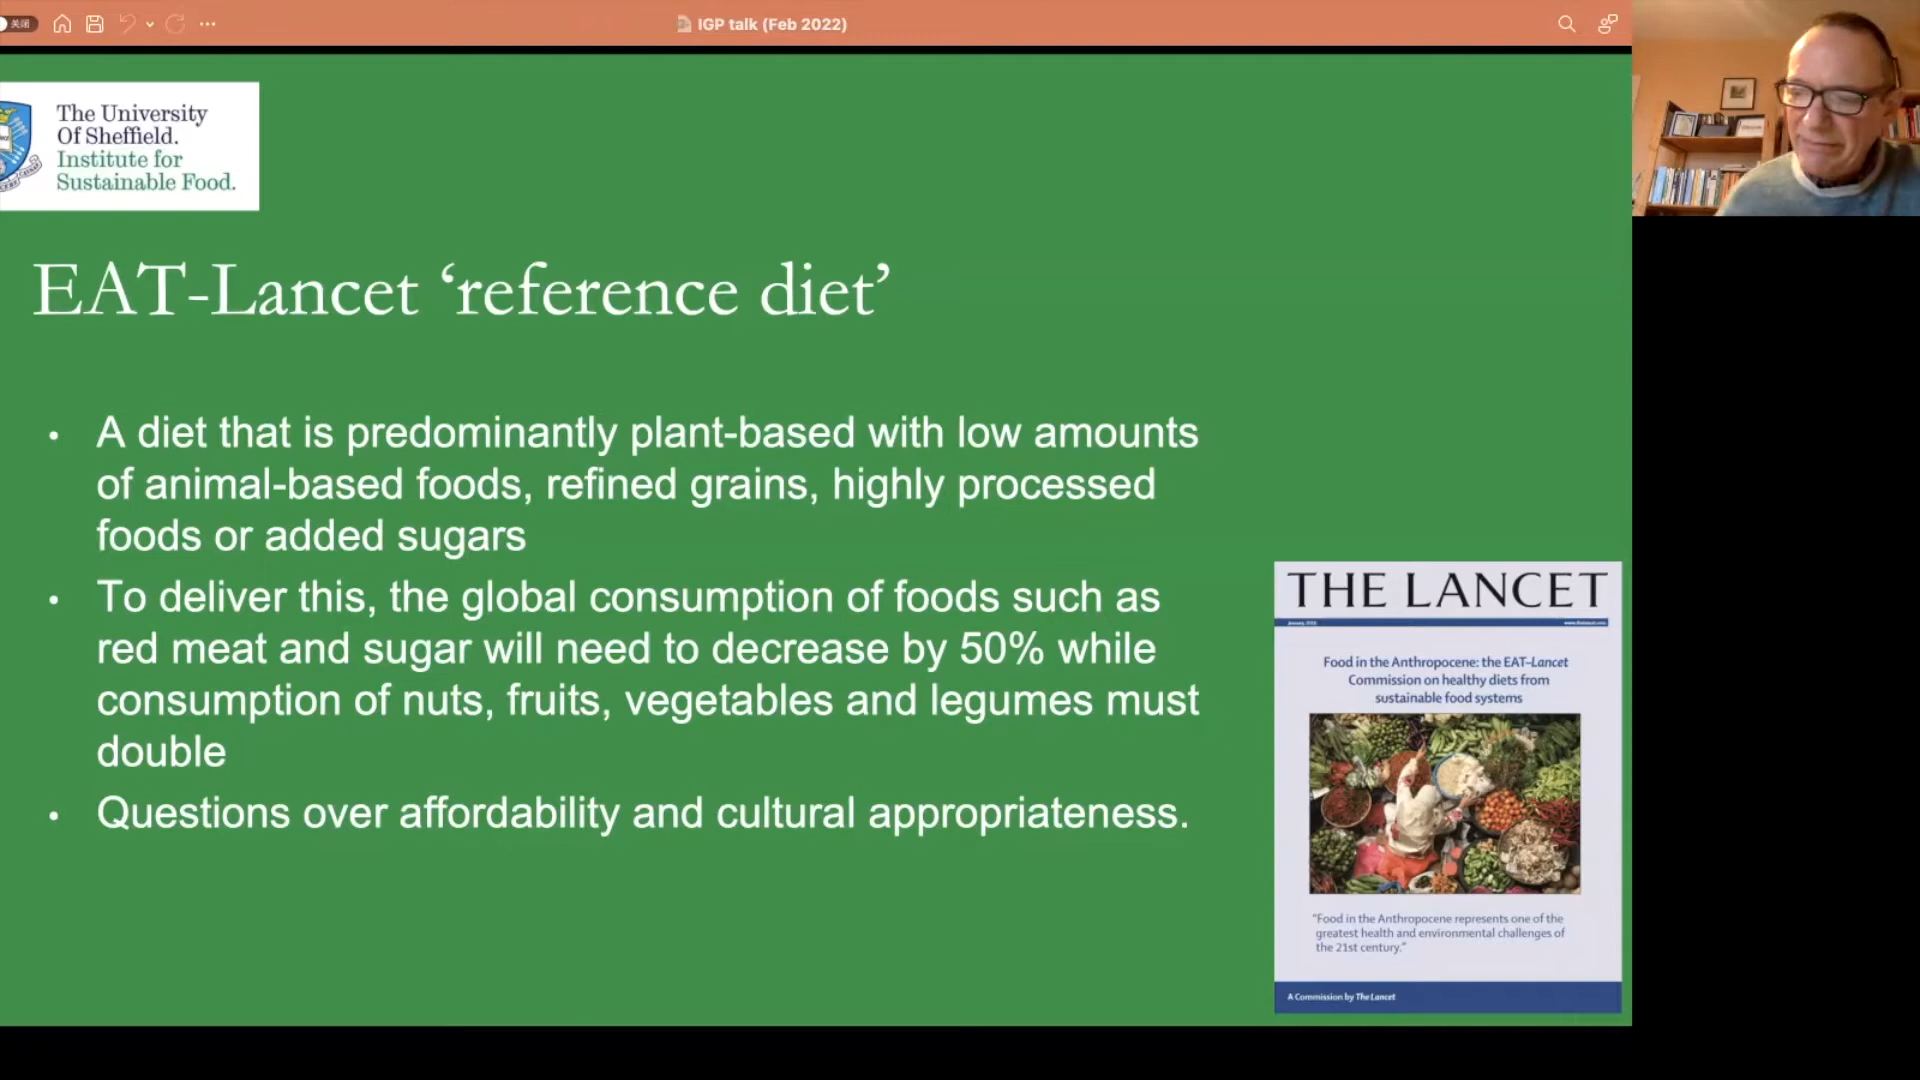 关闭
IGP talk (Feb 2022)
The University
Of Sheffield.
Institute for
Sustainable Food.
EAT-Lancet ‘reference diet’
• A diet that is predominantly plant-based with low amounts
of animal-based foods, refined grains, highly processed
foods or added sugars
• To deliver this, the global consumption of foods such as
red meat and sugar will need to decrease by 50% while
consumption of nuts, fruits, vegetables and legumes must
double
• Questions over affordability and cultural appropriateness.
THE LANCET
Food in the Anthropocene: the EAT–Lancet
Commission on healthy diets from
sustainable food systems
“Food in the Anthropocene represents one of the
greatest health and environmental challenges of
the 21st century.”
A Commission by The Lancet